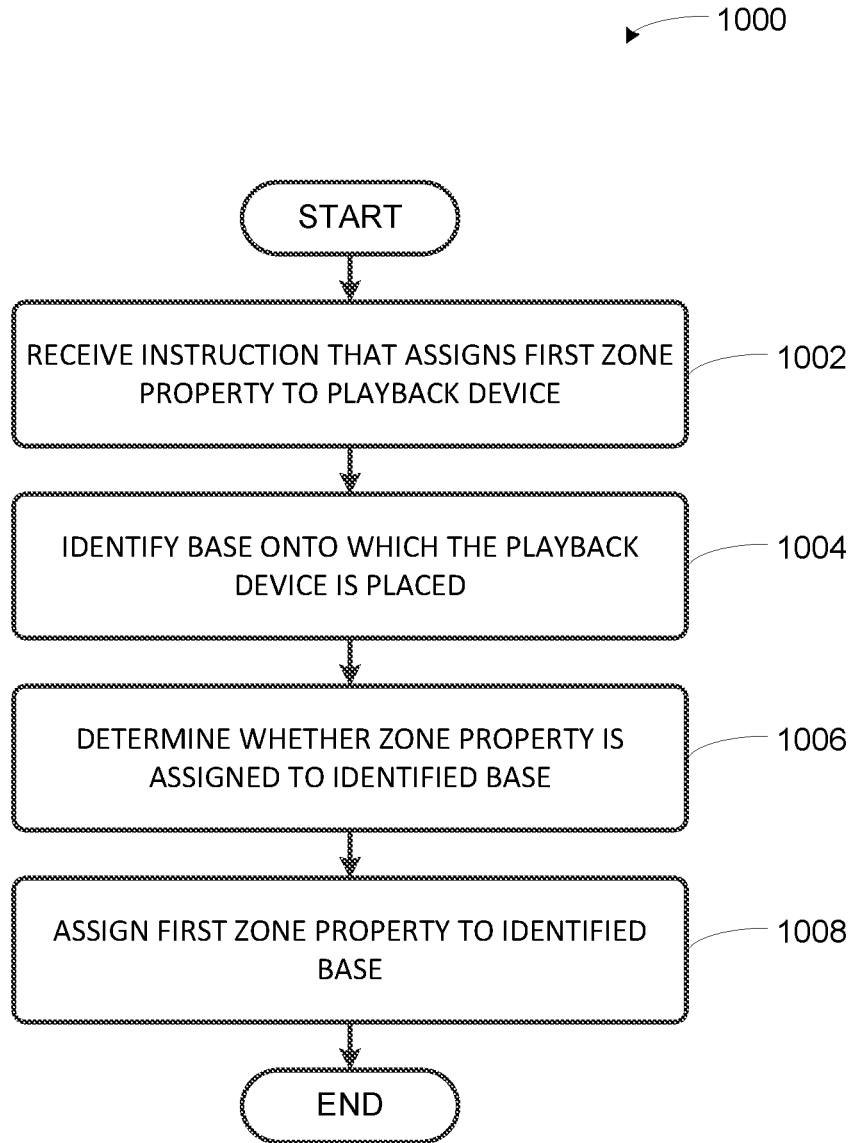 1000
START
RECEIVE INSTRUCTION THAT ASSIGNS FIRST ZONE
PROPERTY TO PLAYBACK DEVICE
1002
IDENTIFY BASE ONTO WHICH THE PLAYBACK
DEVICE IS PLACED
1004
DETERMINE WHETHER ZONE PROPERTY IS
ASSIGNED TO IDENTIFIED BASE
1006
ASSIGN FIRST ZONE PROPERTY TO IDENTIFIED
BASE
1008
END